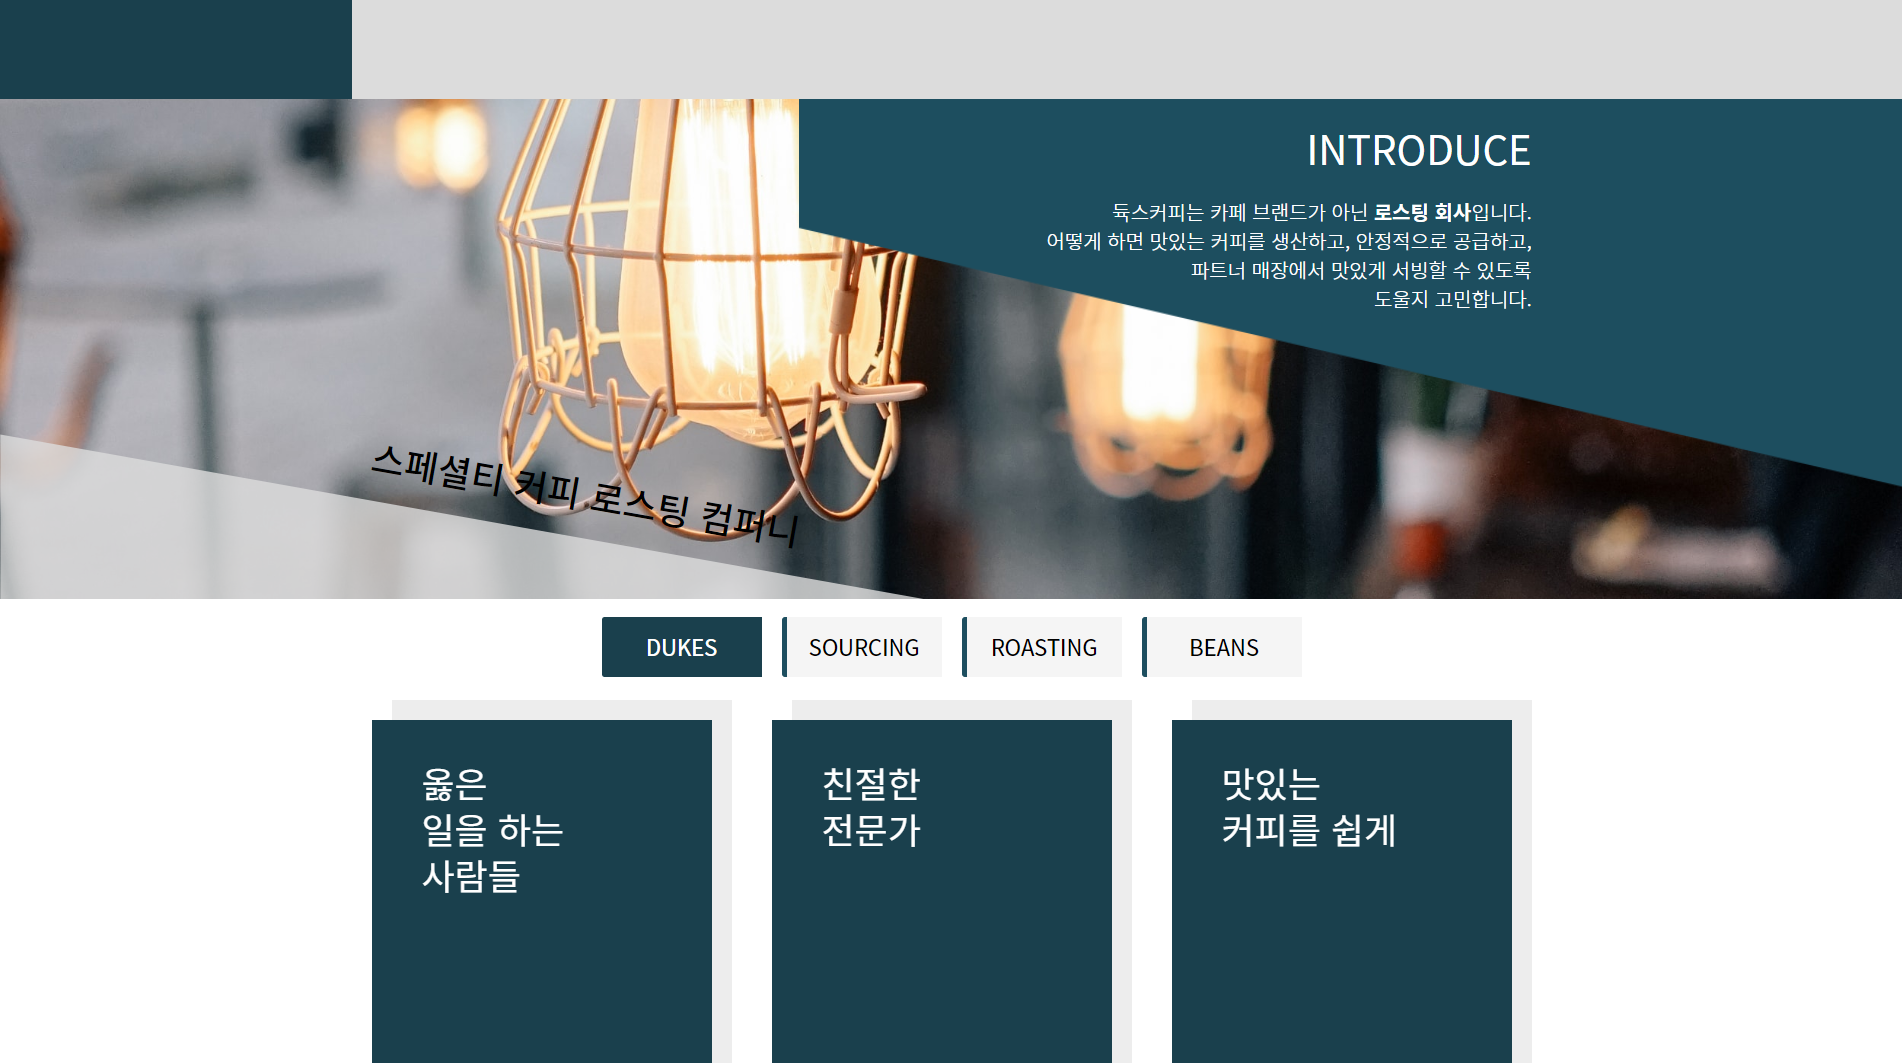 INTRODUCE
듁스커피는 카페 브랜드가 아닌 로스팅 회사입니다.
어떻게 하면 맛있는 커피를 생산하고, 안정적으로 공급하고,
파트너 매장에서 맛있게 서빙할 수 있도록
도울지 고민합니다.
스페셜티 커피 로스팅 컴퍼니
DUKES
SOURCING
ROASTING
BEANS
옳은
일을 하는
사람들
친절한
전문가
맛있는
커피를 쉽게